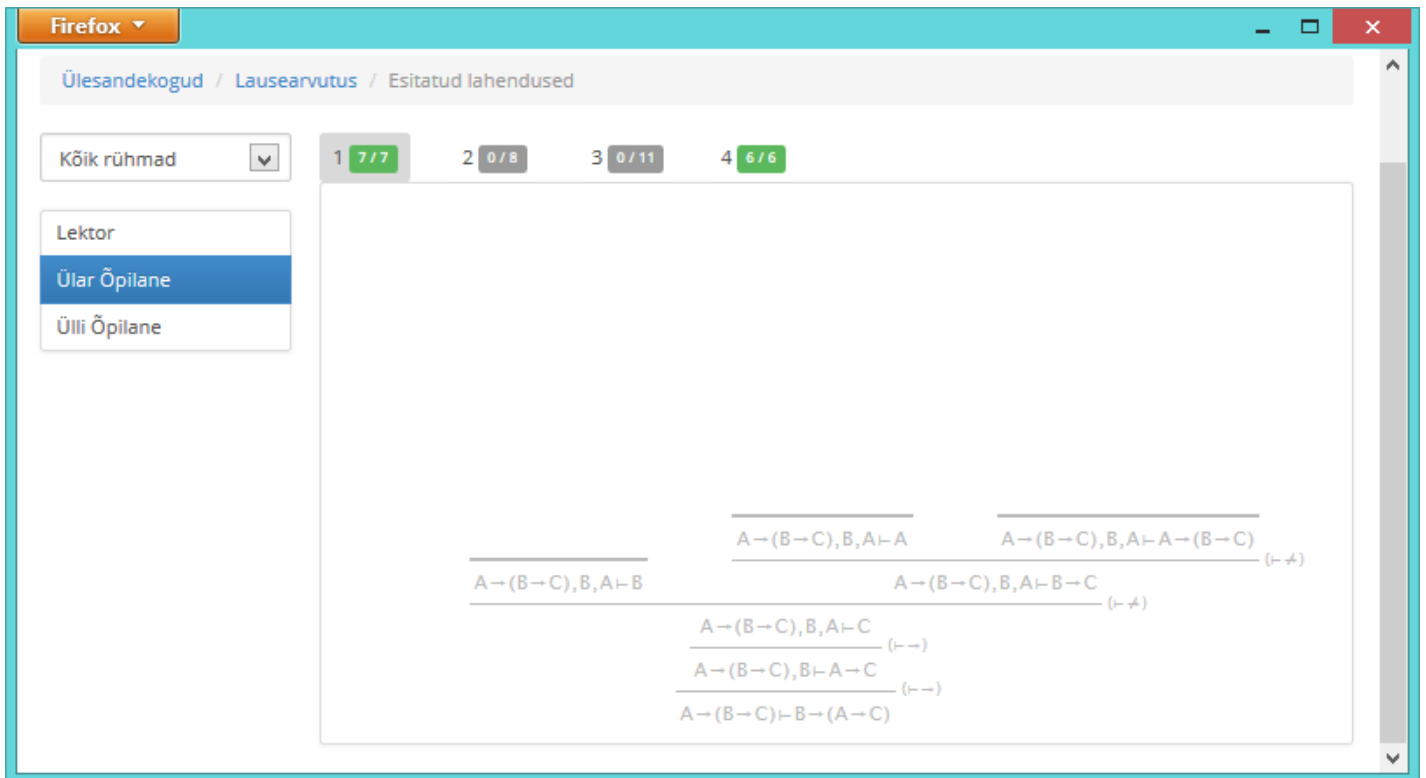 Firefox
Ülesandekogud / Lausearvutus / Esitatud lahendused
Kõik rühmad
1 7/7 2 0/8 3 0/11 4 6/6
Lektor
Ülar Õpilane
Ülli Õpilane
A→(B→C),B,A⊢A A→(B→C),B,A⊢A→(B→C)
(⊢↛)
A→(B→C),B,A⊢B A→(B→C),B,A⊢B→C
(⊢↛)
A→(B→C),B,A⊢C
(⊢→)
A→(B→C),B⊢A→C
(⊢→)
A→(B→C)⊢B→(A→C)